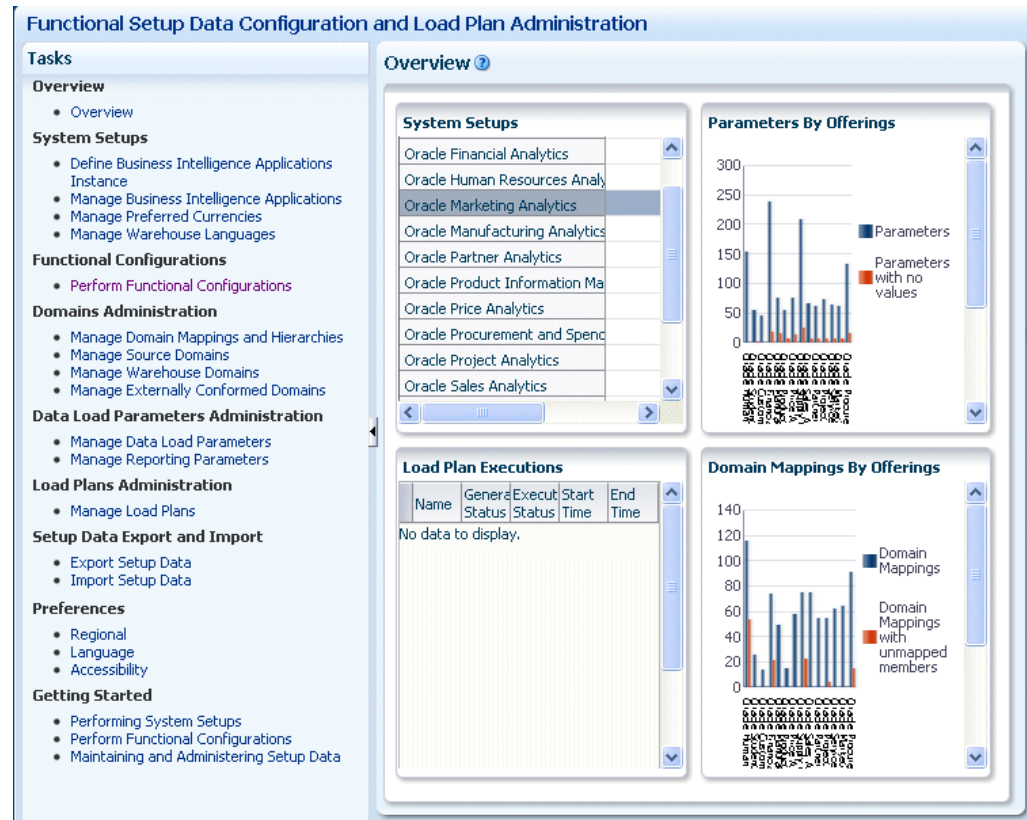 Functional Setup Data Configuration and Load Plan Administration
Tasks
Overview
Overview
System Setups
Define Business Intelligence Applications
Instance
Manage Business Intelligence Applications
Manage Preferred Currencies
Manage Warehouse Languages
Functional Configurations
Perform Functional Configurations
Domains Administration
Manage Domain Mappings and Hierarchies
Manage Source Domains
Manage Warehouse Domains
Manage Externally Conformed Domains
Data Load Parameters Administration
Manage Data Load Parameters
Manage Reporting Parameters
Load Plans Administration
Manage Load Plans
Setup Data Export and Import
Export Setup Data
Import Setup Data
Preferences
Regional
Language
Accessibility
Getting Started
Performing System Setups
Perform Functional Configurations
Maintaining and Administering Setup Data
Overview
System Setups
Oracle Financial Analytics
Oracle Human Resources Analy
Oracle Marketing Analytics
Oracle Manufacturing Analytics
Oracle Partner Analytics
Oracle Product Information Ma
Oracle Price Analytics
Oracle Procurement and Spend
Oracle Project Analytics
Oracle Sales Analytics
Parameters By Offerings
300
250
200
150
100
50
0
Parameters
Parameters
with no
values
Load Plan Executions
Name
Genera
Status
Execut
Status
Start
Time
End
Time
No data to display.
Domain Mappings By Offerings
140
120
100
80
60
40
20
0
Domain
Mappings
Domain
Mappings
with
unmapped
members